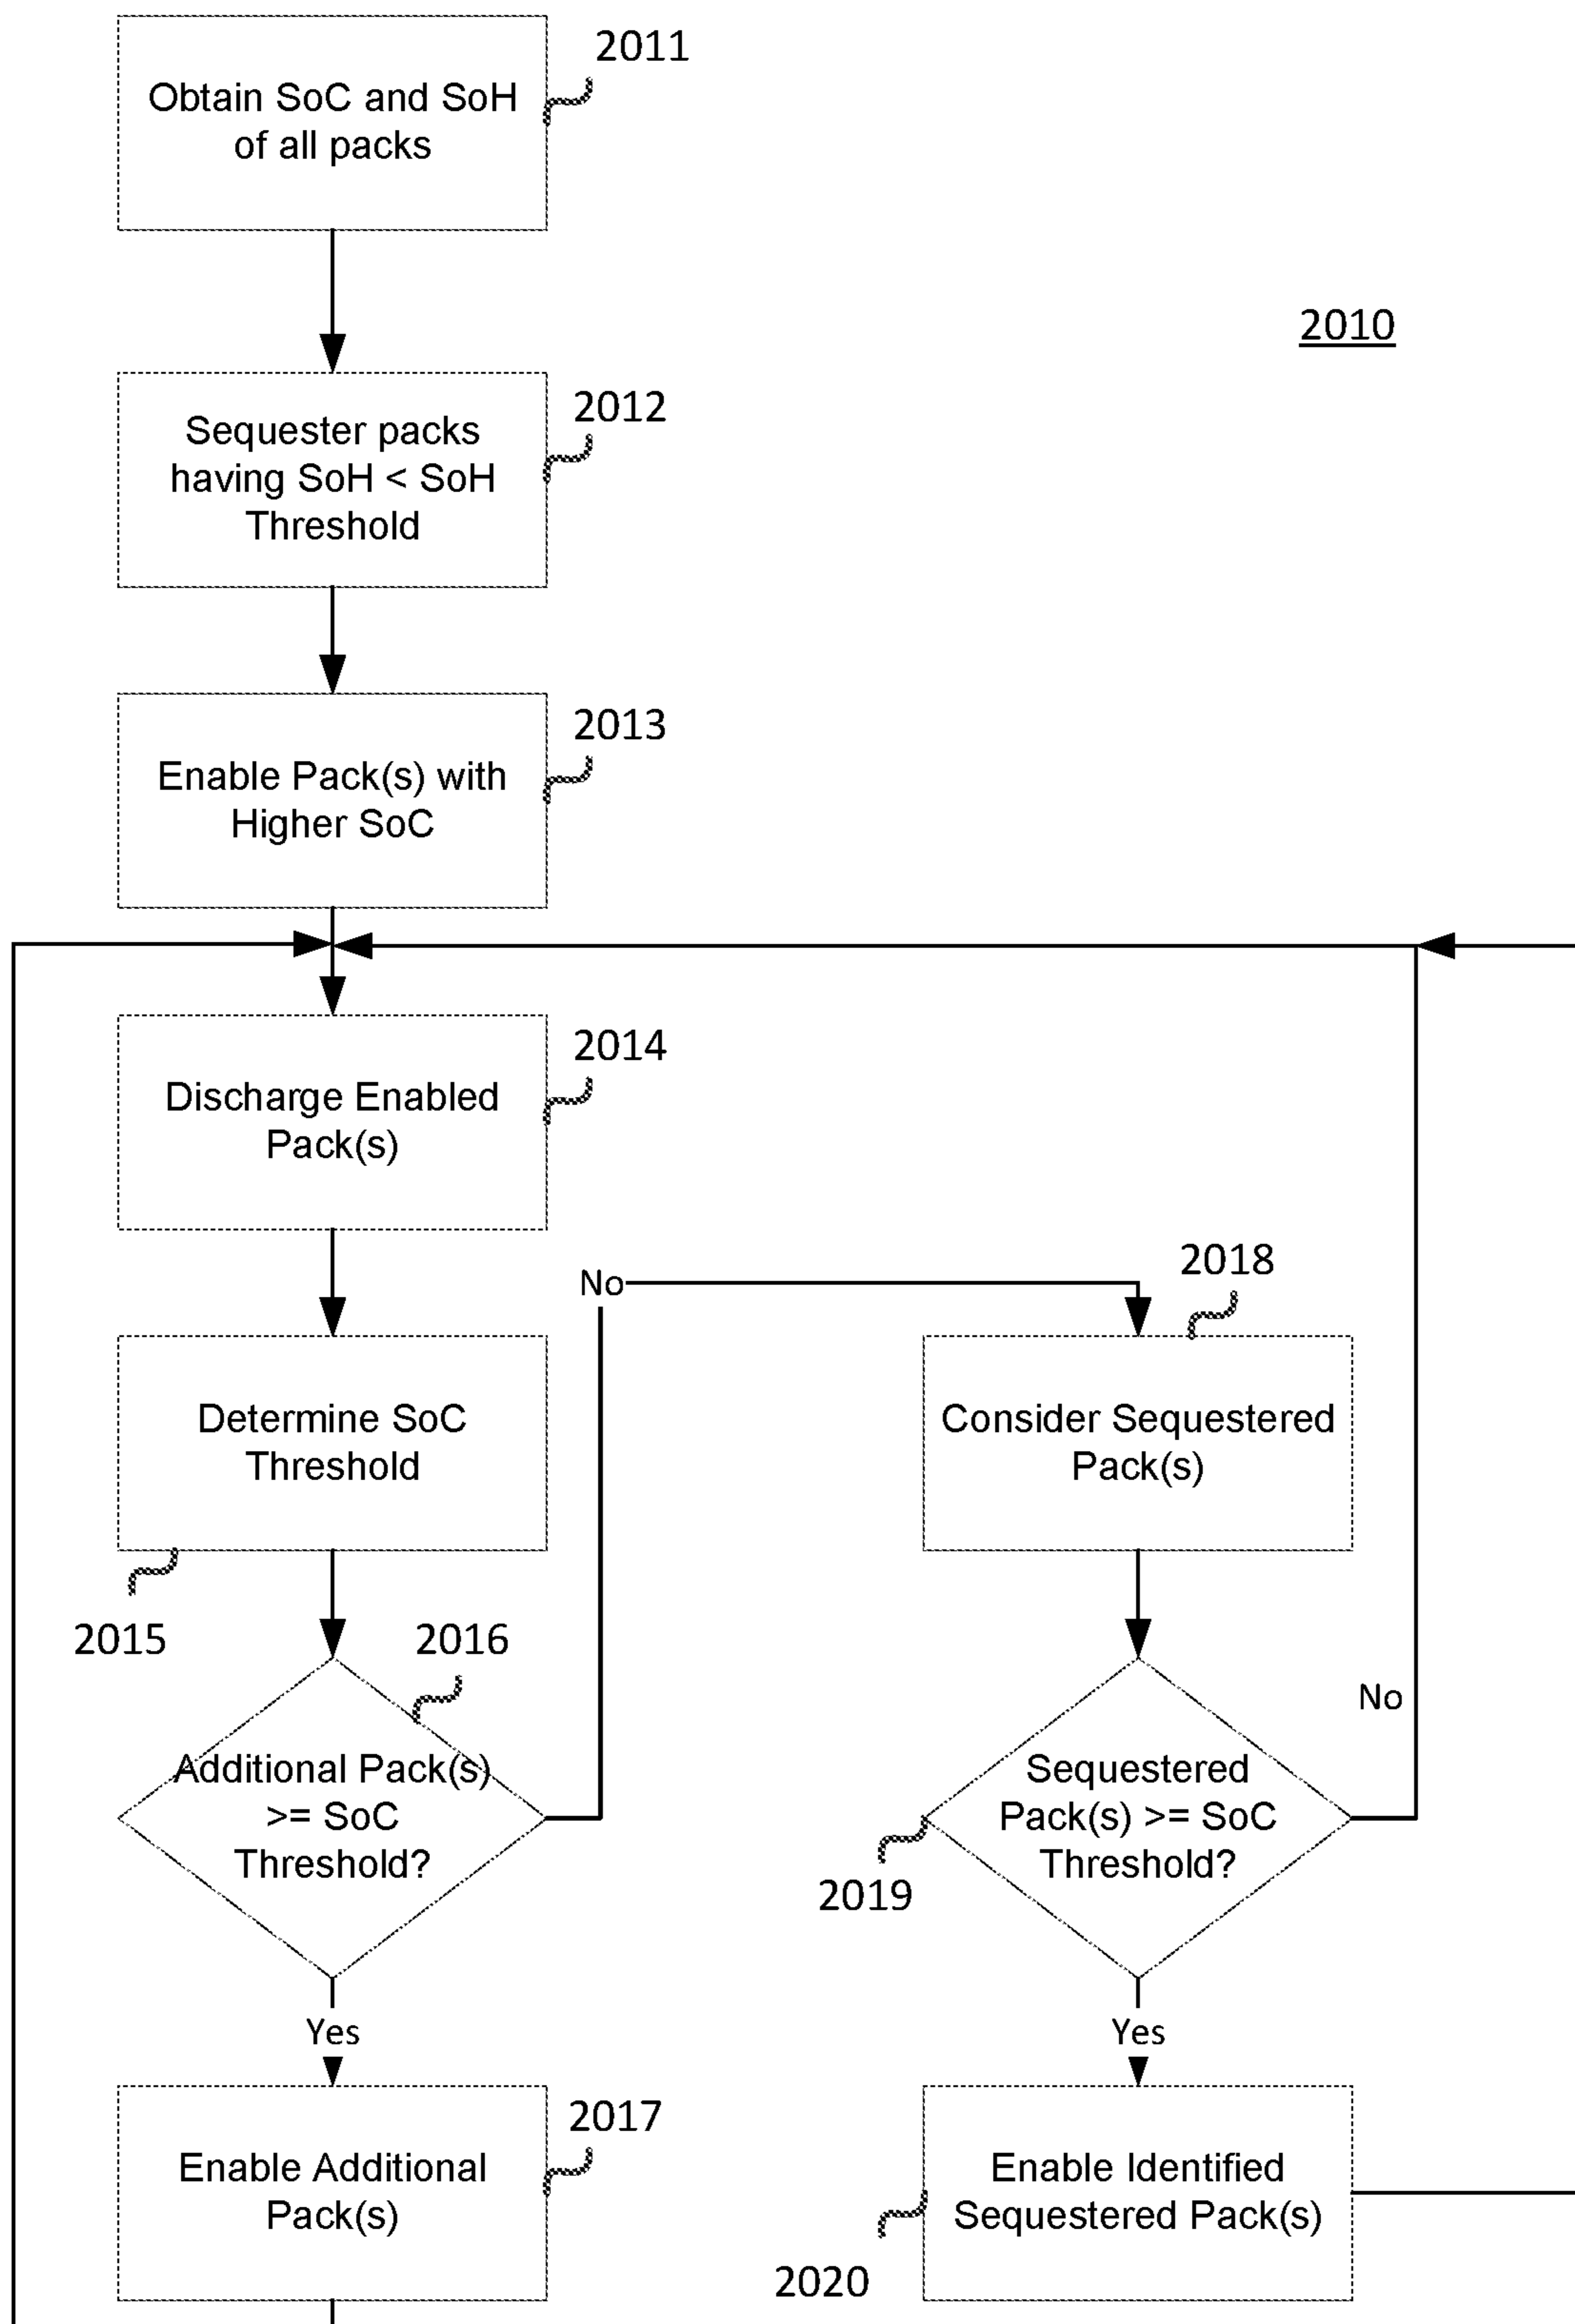 2011
Obtain SoC and SoH
of all packs
2010
2012
Sequester packs
having SoH < SoH
Threshold
2013
Enable Pack(s) with
Higher SoC
2014
Discharge Enabled
Pack(s)
No
2018
Determine SoC
Threshold
Consider Sequestered
Pack(s)
2015
2016
No
Additional Pack(s)
>= SoC
Threshold?
Sequestered
Pack(s) >= SoC
Threshold?
2019
Yes
Yes
2017
Enable Additional
Pack(s)
Enable Identified
Sequestered Pack(s)
2020